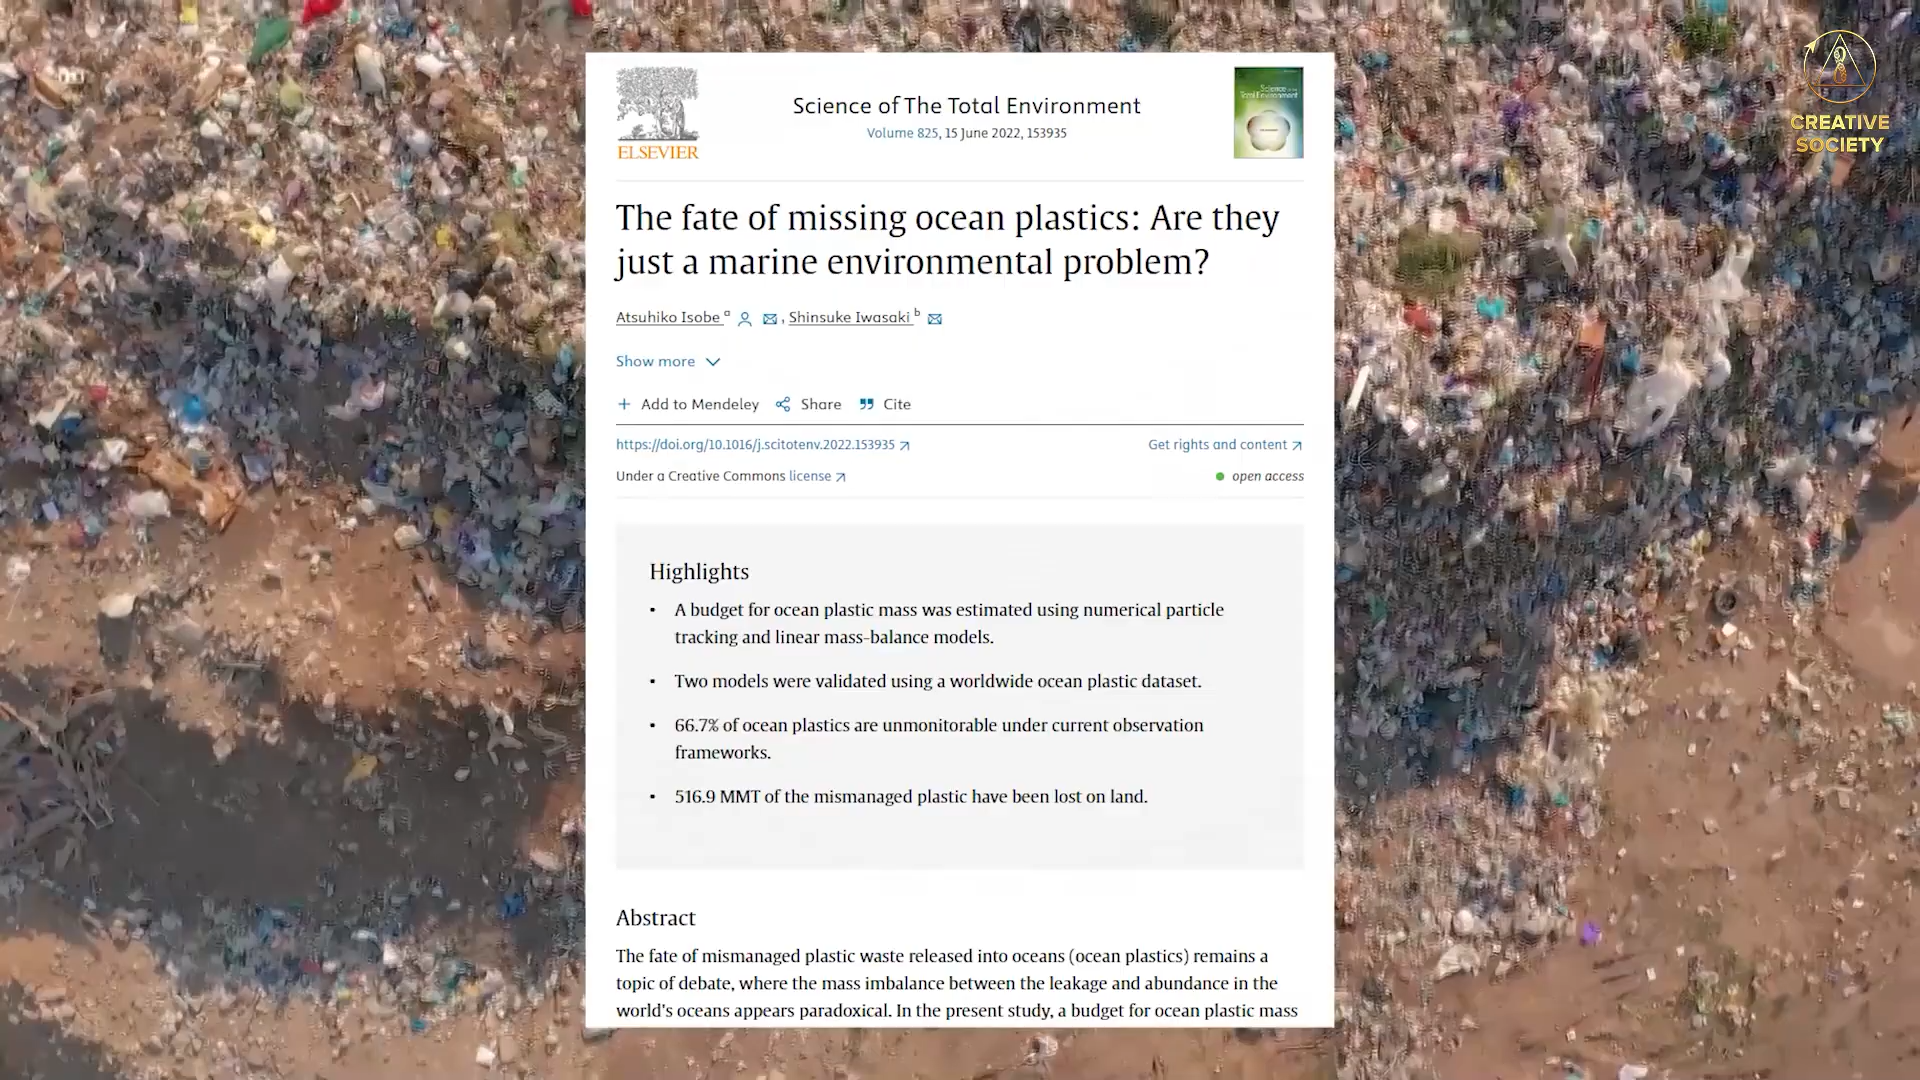 CREATIVE
SOCIETY
ELSEVIER
Science of The Total Environment
Volume 825, 15 June 2022, 153935
Science of the
Total Environment
The fate of missing ocean plastics: Are they
just a marine environmental problem?
Atsuhiko Isobe a, Shinsuke Iwasaki b
Show more
+ Add to Mendeley Share Cite
https://doi.org/10.1016/j.scitotenv.2022.153935 Get rights and content
Under a Creative Commons license open access
Highlights
• A budget for ocean plastic mass was estimated using numerical particle
tracking and linear mass-balance models.
• Two models were validated using a worldwide ocean plastic dataset.
• 66.7% of ocean plastics are unmonitorable under current observation
frameworks.
• 516.9 MMT of the mismanaged plastic have been lost on land.
Abstract
The fate of mismanaged plastic waste released into oceans (ocean plastics) remains a
topic of debate, where the mass imbalance between the leakage and abundance in the
world's oceans appears paradoxical. In the present study, a budget for ocean plastic mass